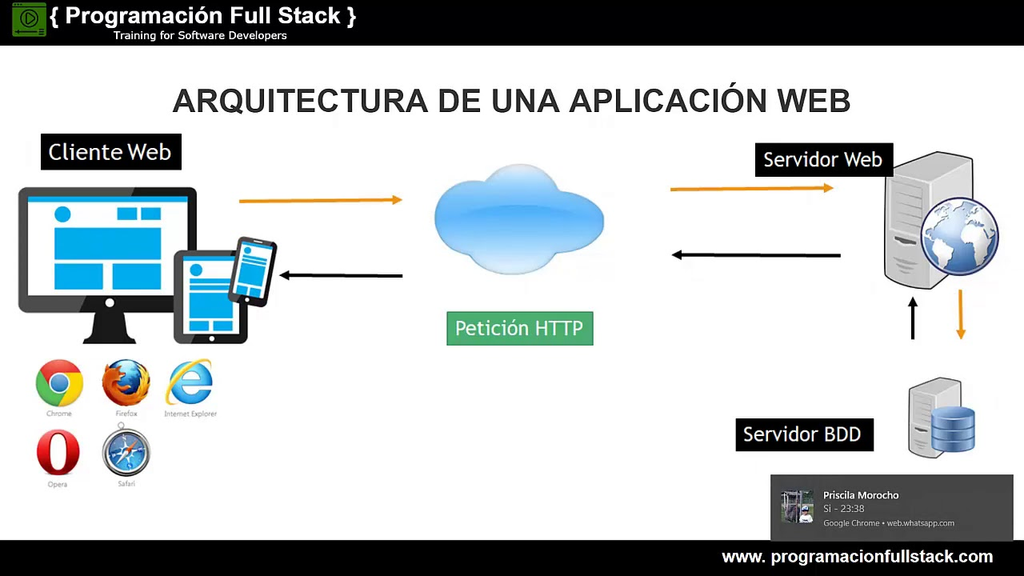 { Programación Full Stack }
Training for Software Developers
ARQUITECTURA DE UNA APLICACIÓN WEB
Cliente Web
Servidor Web
Petición HTTP
Chrome
Firefox
Internet Explorer
Opera
Safari
Servidor BDD
Priscila Morocho
Si - 23:38
Google Chrome • web.whatsapp.com
www. programacionfullstack.com